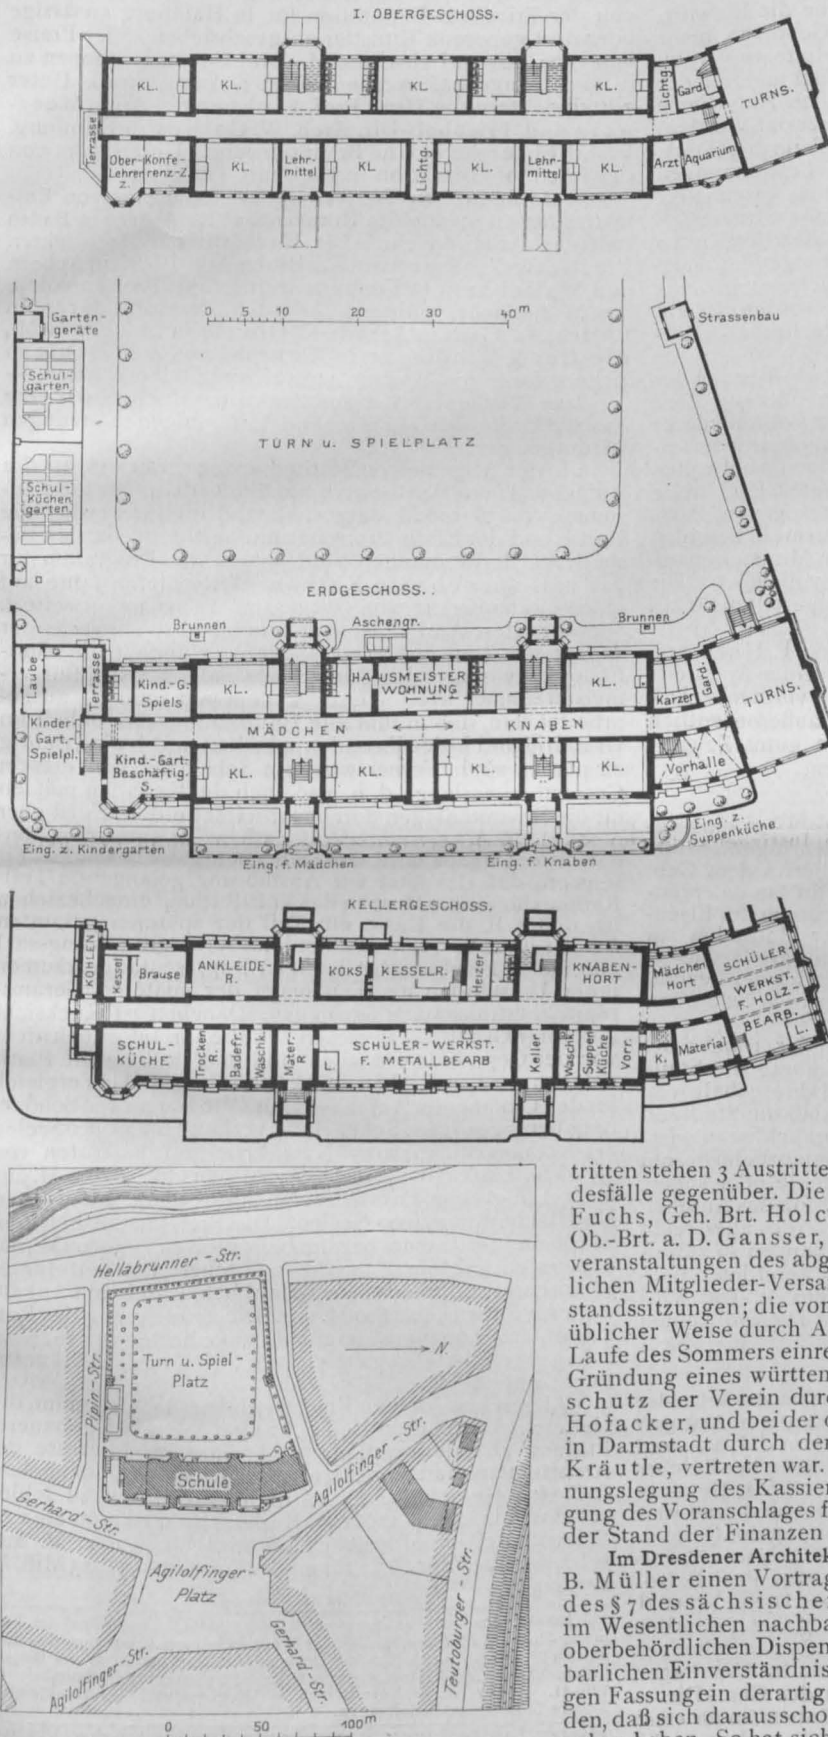 I. OBERGESCHOSS.
KL. KL. KL. KL. Lichtg. Gard. TURNS.
Terrasse
Ober-Lehrer z. Konfe-renz-Z. KL. Lehr-mittel KL. Lichtg. KL. Lehr-mittel KL. Arzt Aquarium
Garten-
geräte
0 5 10 20 30 40 m
Strassenbau
Schul-
garten
TURN u. SPIELPLATZ
Schul-
Küchen
garten
ERDGESCHOSS.
Brunnen Aschengr. Brunnen
Laube Terrasse Kind.-G.-Spiels KL. HAUSMEISTER WOHNUNG KL. Karzer Gard. TURNS.
Kinder-
Gart.-
Spielpl.
MÄDCHEN KNABEN
Kind.-Gart.
Beschäftig.-
S.
KL. KL. KL. KL. Vorhalle
Eing. z. Kindergarten Eing. f. Mädchen Eing. f. Knaben Eing. z.
Suppenküche
KELLERGESCHOSS.
KOHLEN Kessel Brause ANKLEIDE-R. KOKS KESSELR. Heizer KNABEN-HORT Mädchen Hort SCHÜLER-WERKST. F. HOLZ-BEARB. L.
SCHUL-KÜCHE Trocken R. Badefr. Waschk. Mater.-R L. SCHÜLER-WERKST. F. METALLBEARB Keller Waschk Suppen Küche Vorr. K. Material
Hellabrunner-Str.
Pipin-Str.
Turn u. Spiel-
Platz
N.
Schule
Agilolfinger-Str.
Gerhard-Str.
Agilolfinger-
Platz
Agilolfinger-Str.
Gerhard-Str.
Teutoburger-Str.
0 50 100 m
tritten stehen 3 Austritte
desfälle gegenüber. Die
Fuchs, Geh. Brt. Holc
Ob.-Brt. a. D. Gansser,
veranstaltungen des abg
lichen Mitglieder-Versa
standssitzungen; die vor
üblicher Weise durch A
Laufe des Sommers einre
Gründung eines württen
schutz der Verein dur
Hofacker, und bei der
in Darmstadt durch der
Kräutle, vertreten war.
nungslegung des Kassier
gung des Voranschlages f
der Stand der Finanzen
Im Dresdener Architek
B. Müller einen Vortrag
des § 7 des sächsische
im Wesentlichen nachba
oberbehördlichen Dispen
barlichen Einverständnis
gen Fassung ein derartig
den, daß sich daraus scho